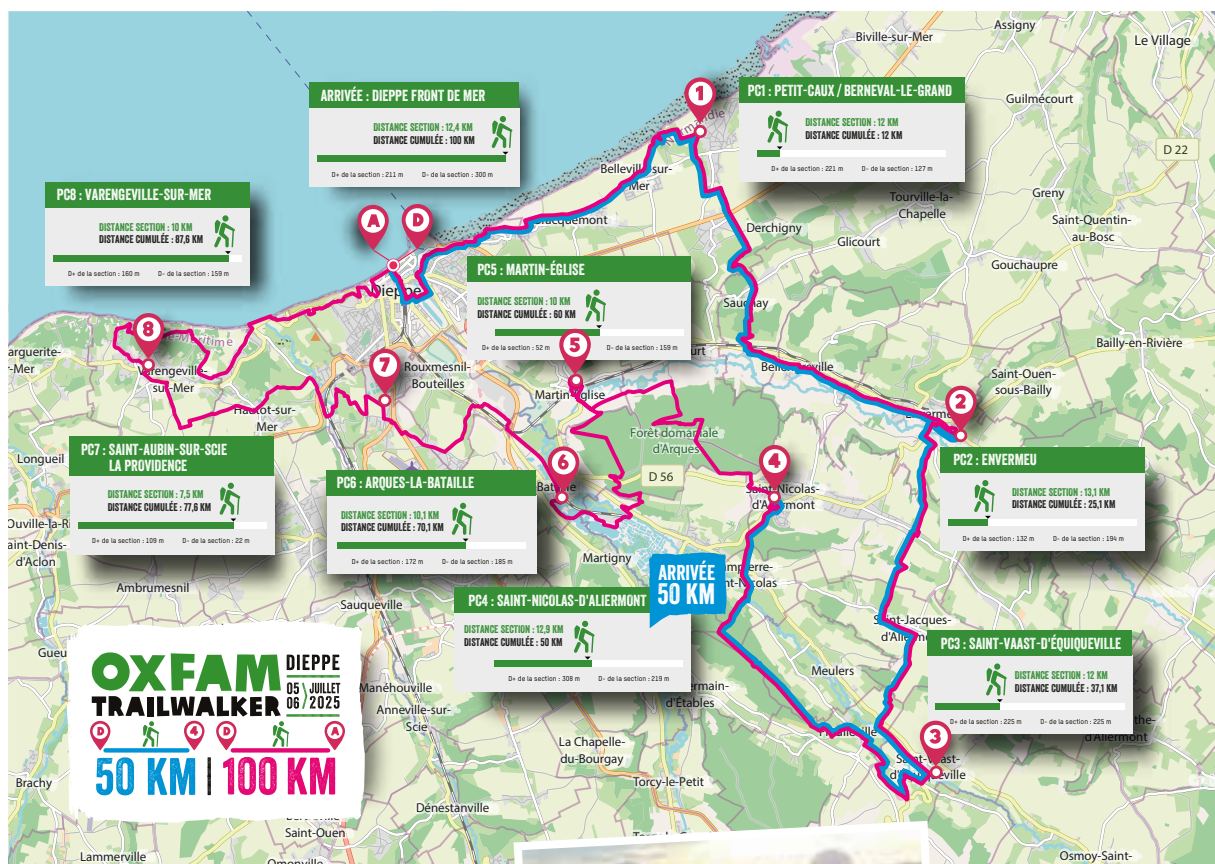 Assigny
Biville-sur-Mer
Le Village
Guilmécourt
D 22
ARRIVÉE : DIEPPE FRONT DE MER
DISTANCE SECTION : 12,4 KM
DISTANCE CUMULÉE : 100 KM
D+ de la section : 211 m D- de la section : 300 m
1
PC1 : PETIT-CAUX / BERNEVAL-LE-GRAND
DISTANCE SECTION : 12 KM
DISTANCE CUMULÉE : 12 KM
D+ de la section : 221 m D- de la section : 127 m
Belleville-sur-
Mer
Tourville-la-
Chapelle
Greny
Saint-Quentin-
au-Bosc
Derchigny
Glicourt
Gouchaupre
PC8 : VARENGEVILLE-SUR-MER
DISTANCE SECTION : 10 KM
DISTANCE CUMULÉE : 87,6 KM
D+ de la section : 160 m D- de la section : 159 m
A
D
Dieppe
PC5 : MARTIN-ÉGLISE
DISTANCE SECTION : 10 KM
DISTANCE CUMULÉE : 60 KM
D+ de la section : 52 m D- de la section : 159 m
Sauchay
Bailly-en-Rivière
8
Varengeville-
sur-Mer
7
Rouxmesnil-
Bouteilles
5
Martin-Église
Saint-Ouen-
sous-Bailly
2
Hautot-sur-
Mer
Forêt domaniale
d'Arques
D 56
PC7 : SAINT-AUBIN-SUR-SCIE
LA PROVIDENCE
DISTANCE SECTION : 7,5 KM
DISTANCE CUMULÉE : 77,6 KM
D+ de la section : 109 m D- de la section : 22 m
Longueil
PC6 : ARQUES-LA-BATAILLE
DISTANCE SECTION : 10,1 KM
DISTANCE CUMULÉE : 70,1 KM
D+ de la section : 172 m D- de la section : 185 m
6
4
Saint-Nicolas-
d'Aliermont
PC2 : ENVERMEU
DISTANCE SECTION : 13,1 KM
DISTANCE CUMULÉE : 25,1 KM
D+ de la section : 132 m D- de la section : 194 m
Martigny
Ambrumesnil
Sauqueville
ARRIVÉE
50 KM
PC4 : SAINT-NICOLAS-D'ALIERMONT
DISTANCE SECTION : 12,9 KM
DISTANCE CUMULÉE : 50 KM
D+ de la section : 308 m D- de la section : 219 m
Saint-Jacques-
Meulers
PC3 : SAINT-VAAST-D'ÉQUIQUEVILLE
DISTANCE SECTION : 12 KM
DISTANCE CUMULÉE : 37,1 KM
D+ de la section : 225 m D- de la section : 225 m
3
OXFAM
TRAILWALKER
DIEPPE
05 JUILLET
06 2025
D 4 D A
50 KM | 100 KM
Manéhouville
Anneville-sur-
Scie
d'Étables
La Chapelle-
du-Bourgay
Torcy-le-Petit
d'Aliermont
Brachy
Dénestanville
Saint-Ouen
Lammerville
Osmoy-Saint-